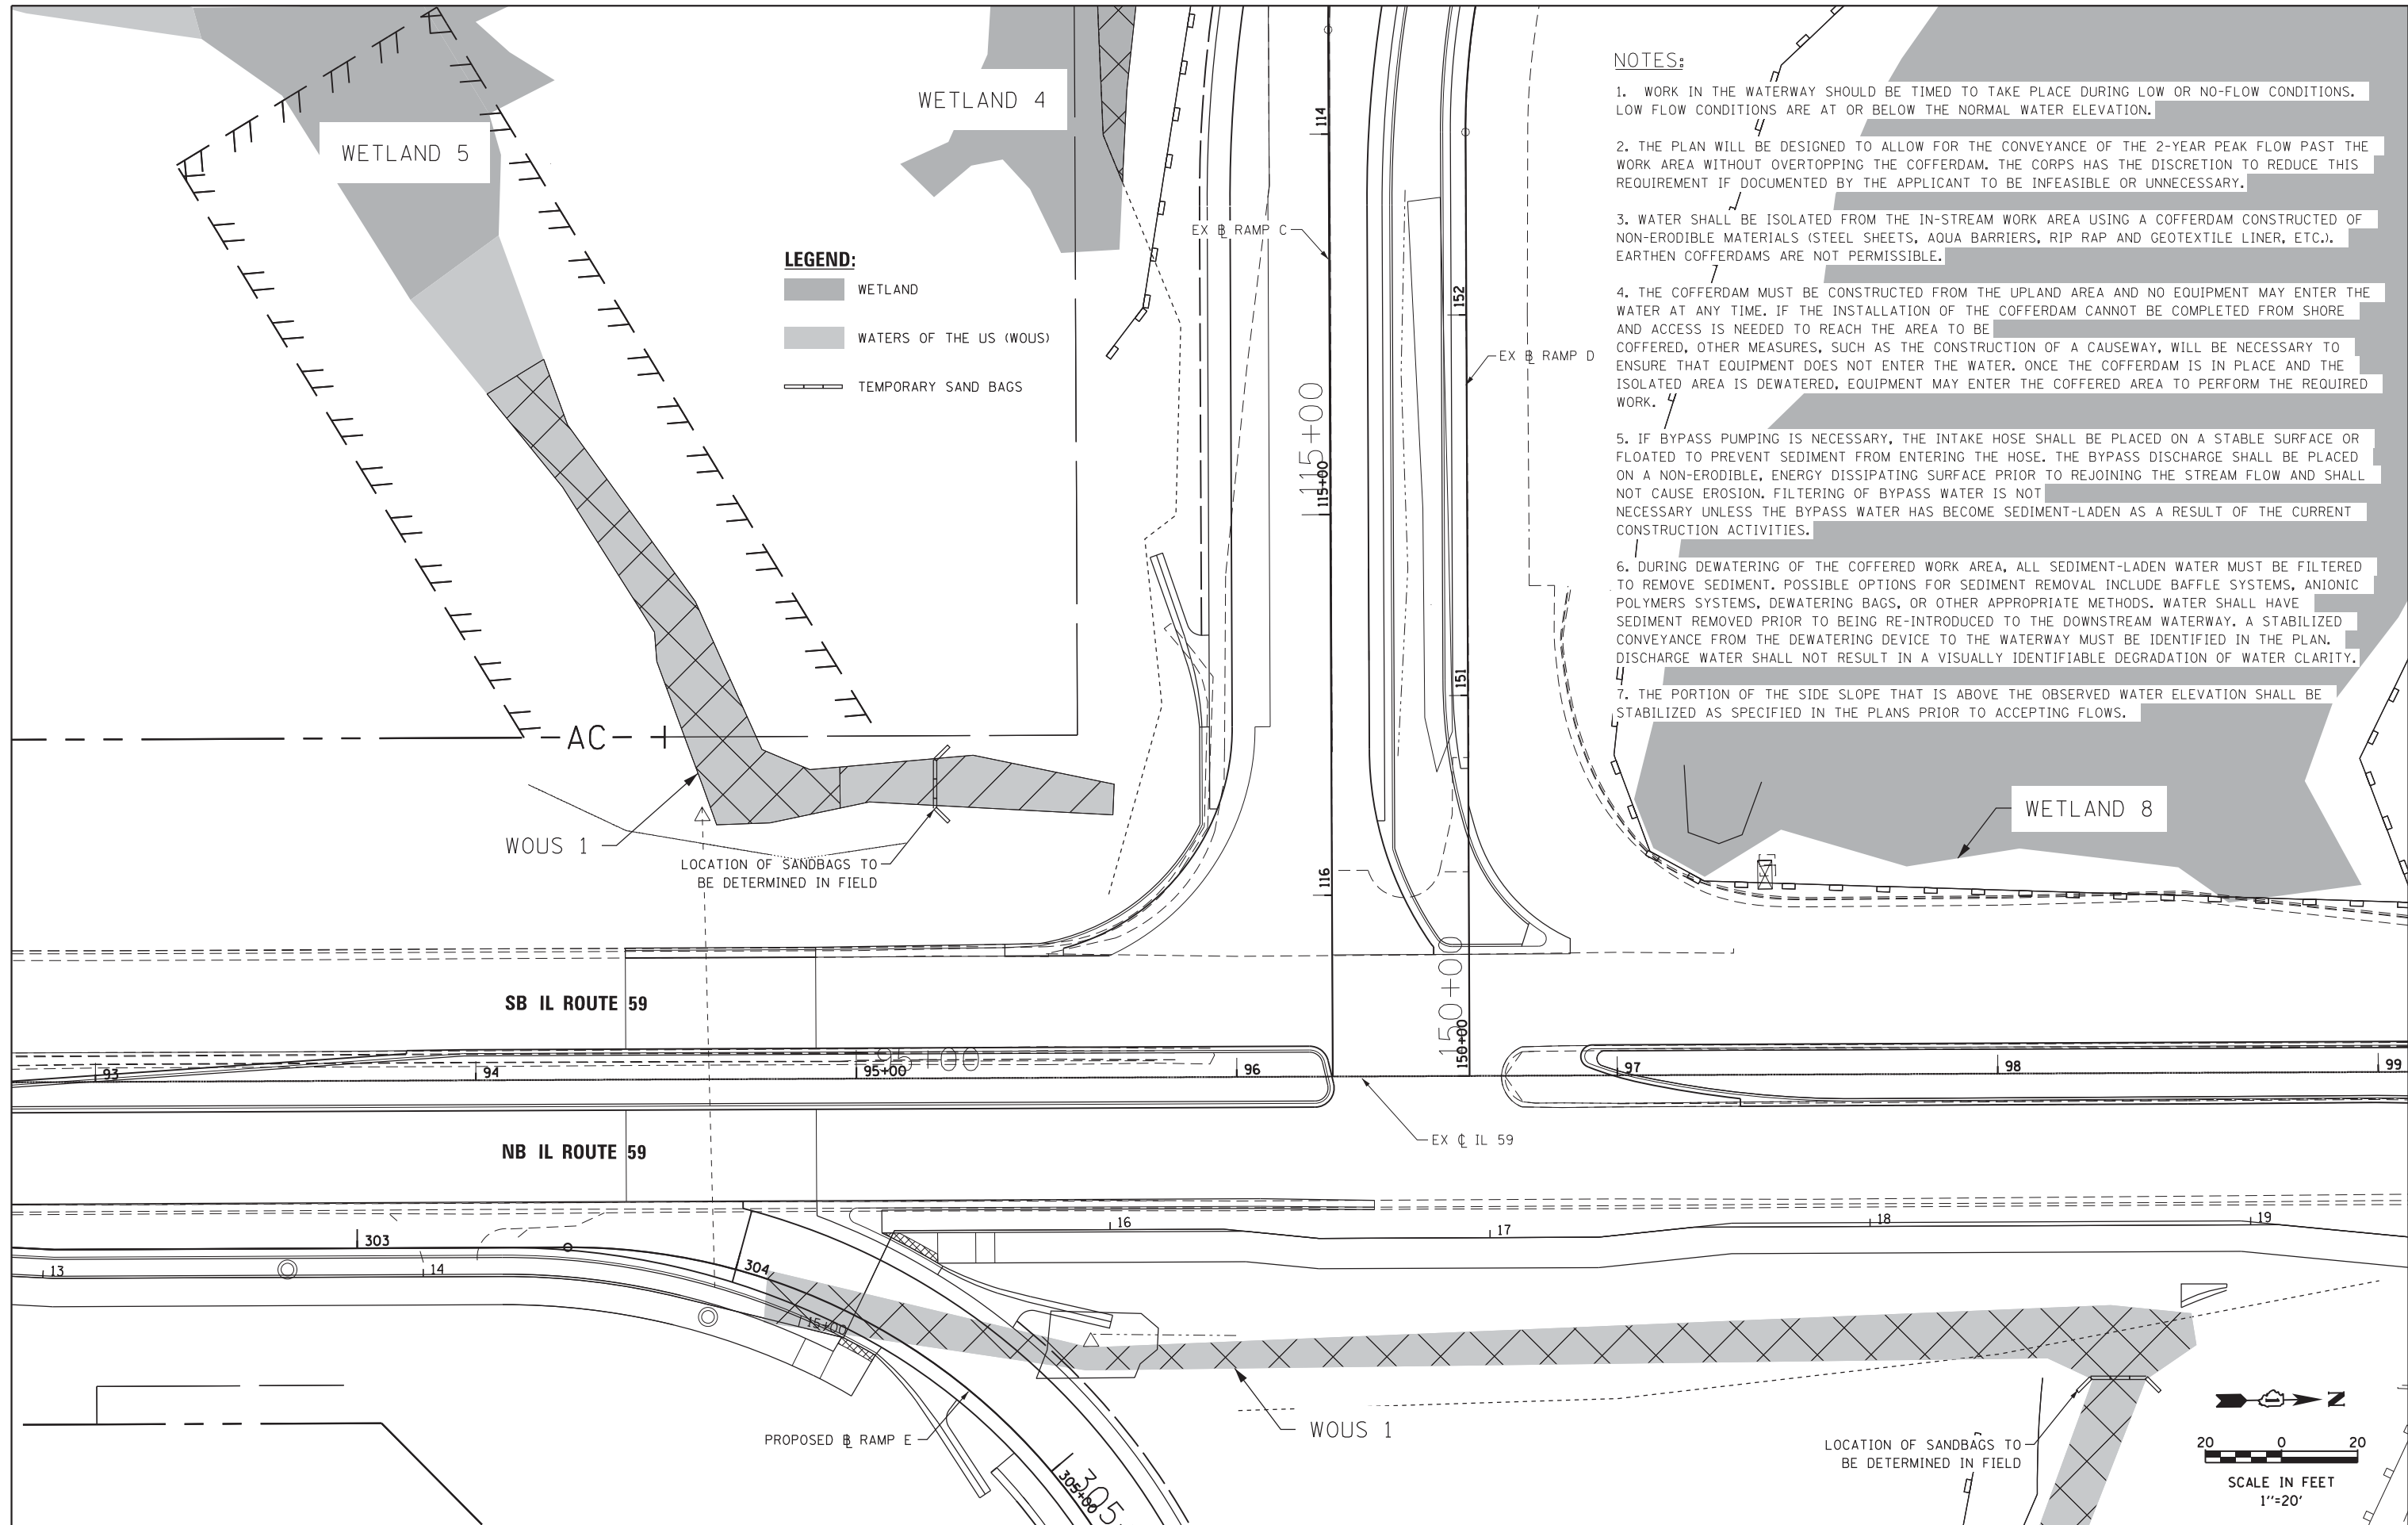 WETLAND 5
WETLAND 4
LEGEND:
WETLAND
WATERS OF THE US (WOUS)
TEMPORARY SAND BAGS
114
EX BL RAMP C
152
EX BL RAMP D
115+00
115+00
151
116
150+00
150+00
NOTES:
1. WORK IN THE WATERWAY SHOULD BE TIMED TO TAKE PLACE DURING LOW OR NO-FLOW CONDITIONS.
LOW FLOW CONDITIONS ARE AT OR BELOW THE NORMAL WATER ELEVATION.
2. THE PLAN WILL BE DESIGNED TO ALLOW FOR THE CONVEYANCE OF THE 2-YEAR PEAK FLOW PAST THE
WORK AREA WITHOUT OVERTOPPING THE COFFERDAM. THE CORPS HAS THE DISCRETION TO REDUCE THIS
REQUIREMENT IF DOCUMENTED BY THE APPLICANT TO BE INFEASIBLE OR UNNECESSARY.
3. WATER SHALL BE ISOLATED FROM THE IN-STREAM WORK AREA USING A COFFERDAM CONSTRUCTED OF
NON-ERODIBLE MATERIALS (STEEL SHEETS, AQUA BARRIERS, RIP RAP AND GEOTEXTILE LINER, ETC.).
EARTHEN COFFERDAMS ARE NOT PERMISSIBLE.
4. THE COFFERDAM MUST BE CONSTRUCTED FROM THE UPLAND AREA AND NO EQUIPMENT MAY ENTER THE
WATER AT ANY TIME. IF THE INSTALLATION OF THE COFFERDAM CANNOT BE COMPLETED FROM SHORE
AND ACCESS IS NEEDED TO REACH THE AREA TO BE
COFFERED, OTHER MEASURES, SUCH AS THE CONSTRUCTION OF A CAUSEWAY, WILL BE NECESSARY TO
ENSURE THAT EQUIPMENT DOES NOT ENTER THE WATER. ONCE THE COFFERDAM IS IN PLACE AND THE
ISOLATED AREA IS DEWATERED, EQUIPMENT MAY ENTER THE COFFERED AREA TO PERFORM THE REQUIRED
WORK.
5. IF BYPASS PUMPING IS NECESSARY, THE INTAKE HOSE SHALL BE PLACED ON A STABLE SURFACE OR
FLOATED TO PREVENT SEDIMENT FROM ENTERING THE HOSE. THE BYPASS DISCHARGE SHALL BE PLACED
ON A NON-ERODIBLE, ENERGY DISSIPATING SURFACE PRIOR TO REJOINING THE STREAM FLOW AND SHALL
NOT CAUSE EROSION. FILTERING OF BYPASS WATER IS NOT
NECESSARY UNLESS THE BYPASS WATER HAS BECOME SEDIMENT-LADEN AS A RESULT OF THE CURRENT
CONSTRUCTION ACTIVITIES.
6. DURING DEWATERING OF THE COFFERED WORK AREA, ALL SEDIMENT-LADEN WATER MUST BE FILTERED
TO REMOVE SEDIMENT. POSSIBLE OPTIONS FOR SEDIMENT REMOVAL INCLUDE BAFFLE SYSTEMS, ANIONIC
POLYMERS SYSTEMS, DEWATERING BAGS, OR OTHER APPROPRIATE METHODS. WATER SHALL HAVE
SEDIMENT REMOVED PRIOR TO BEING RE-INTRODUCED TO THE DOWNSTREAM WATERWAY. A STABILIZED
CONVEYANCE FROM THE DEWATERING DEVICE TO THE WATERWAY MUST BE IDENTIFIED IN THE PLAN.
DISCHARGE WATER SHALL NOT RESULT IN A VISUALLY IDENTIFIABLE DEGRADATION OF WATER CLARITY.
7. THE PORTION OF THE SIDE SLOPE THAT IS ABOVE THE OBSERVED WATER ELEVATION SHALL BE
STABILIZED AS SPECIFIED IN THE PLANS PRIOR TO ACCEPTING FLOWS.
AC
WOUS 1
LOCATION OF SANDBAGS TO
BE DETERMINED IN FIELD
WETLAND 8
SB IL ROUTE 59
93
94
95+00
95+00
96
97
98
99
NB IL ROUTE 59
EX CL IL 59
16
17
18
19
303
13
14
304
15+00
PROPOSED BL RAMP E
305+00
305
WOUS 1
LOCATION OF SANDBAGS TO
BE DETERMINED IN FIELD
N
20 0 20
SCALE IN FEET
1"=20'